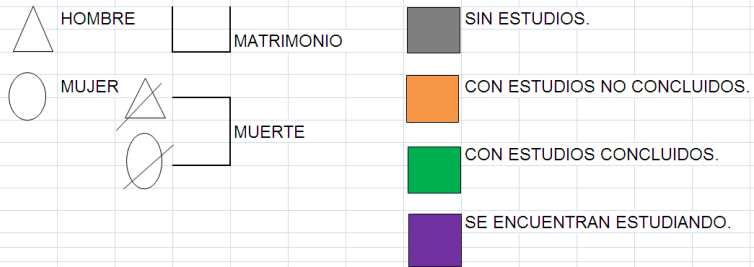 HOMBRE
MATRIMONIO
MUJER
MUERTE
SIN ESTUDIOS.
CON ESTUDIOS NO CONCLUIDOS.
CON ESTUDIOS CONCLUIDOS.
SE ENCUENTRAN ESTUDIANDO.